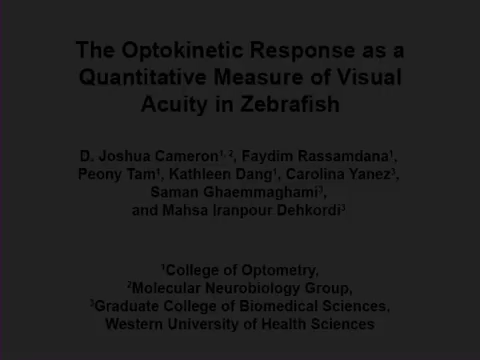 The Optokinetic Response as a
Quantitative Measure of Visual
Acuity in Zebrafish
D. Joshua Cameron¹˒ ², Faydim Rassamdana¹,
Peony Tam¹, Kathleen Dang¹, Carolina Yanez³,
Saman Ghaemmaghami³,
and Mahsa Iranpour Dehkordi³
¹College of Optometry,
²Molecular Neurobiology Group,
³Graduate College of Biomedical Sciences,
Western University of Health Sciences